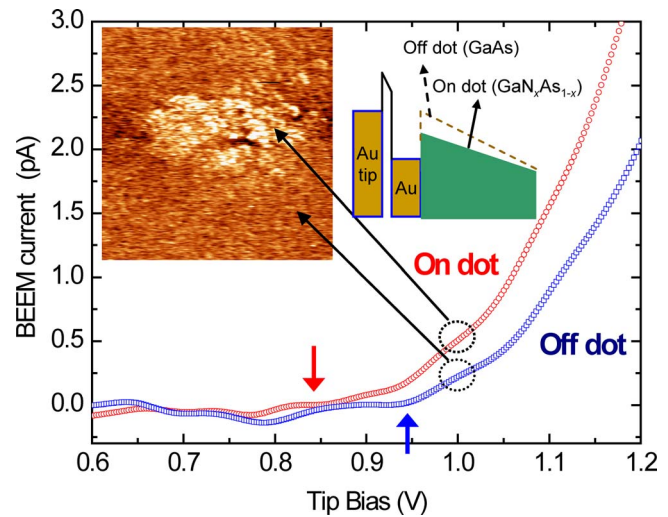 3.0
2.5
2.0
1.5
1.0
0.5
0.0
BEEM current (pA)
Off dot (GaAs)
On dot (GaNₓAs₁₋ₓ)
Au
tip
Au
On dot
Off dot
0.6 0.7 0.8 0.9 1.0 1.1 1.2
Tip Bias (V)